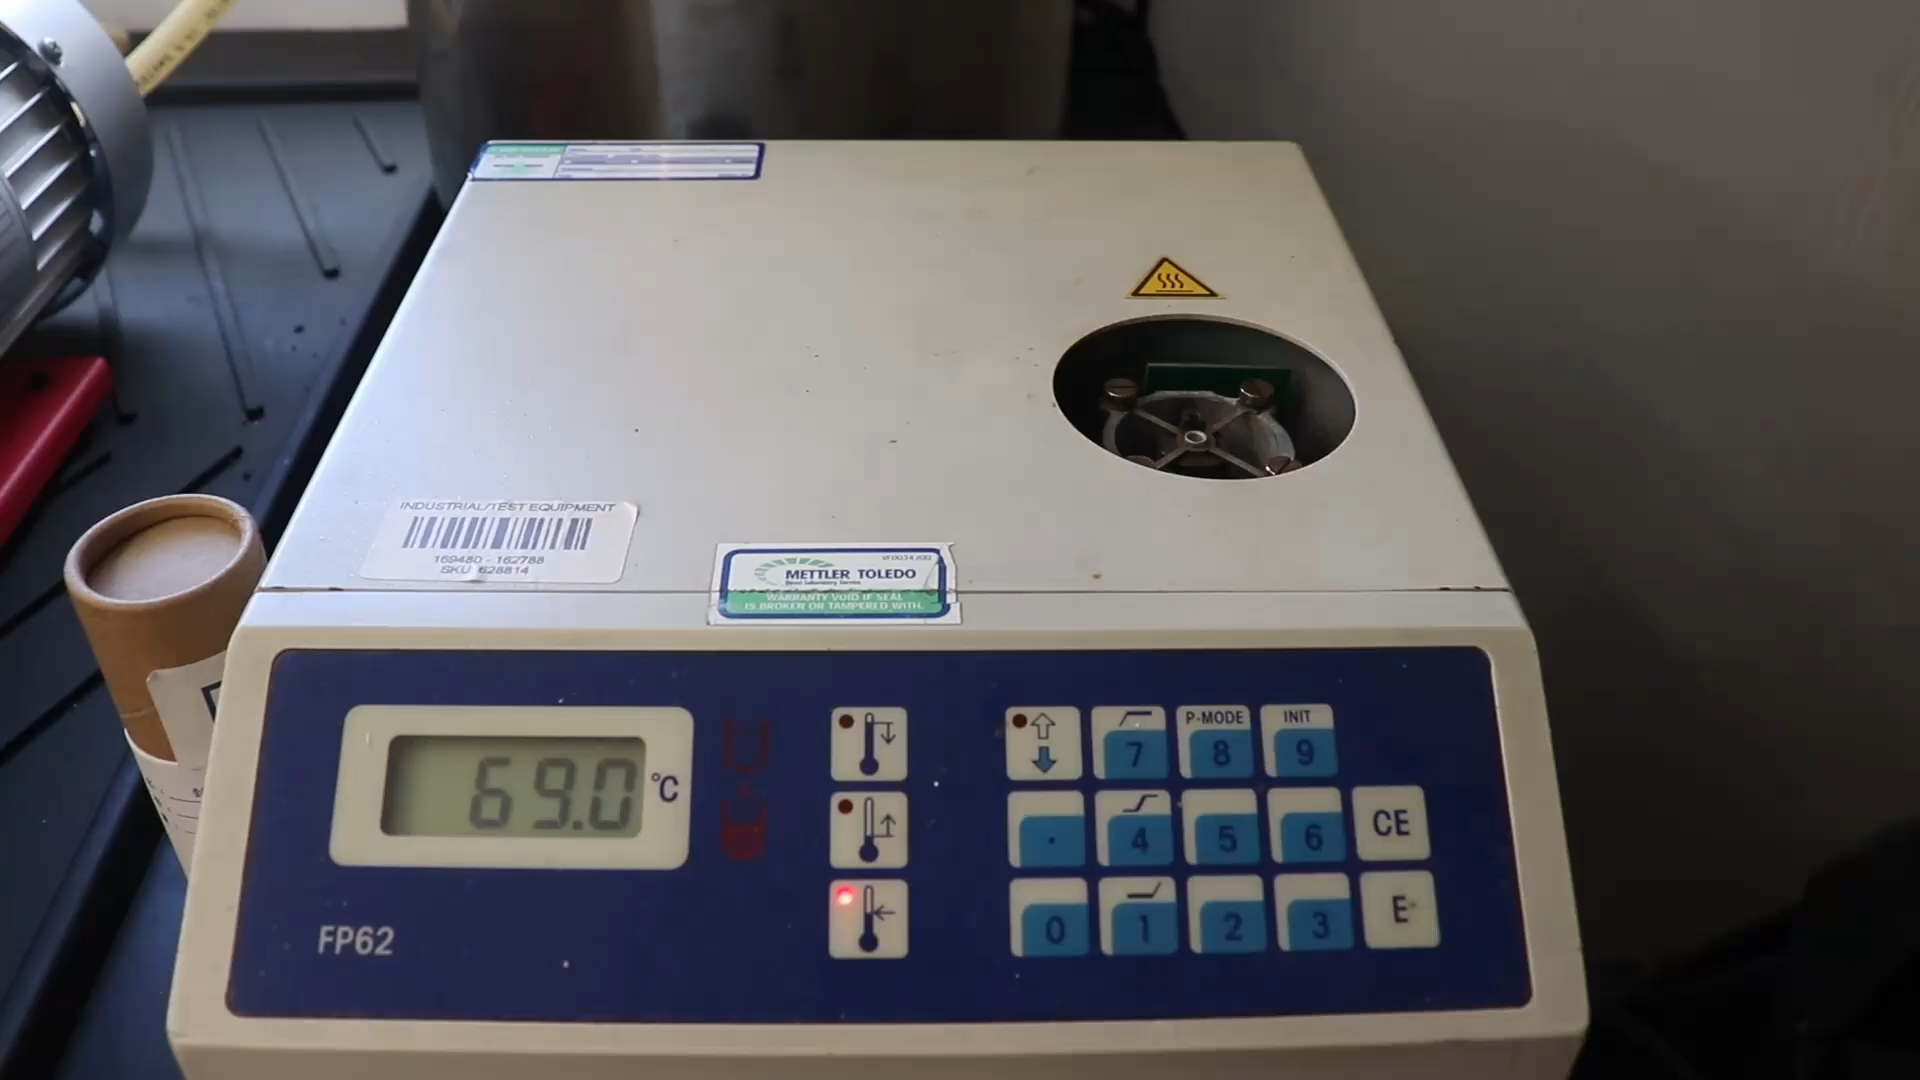 INDUSTRIAL/TEST EQUIPMENT
169480 - 162788
SKU 628814
METTLER TOLEDO
WARRANTY VOID IF SEAL
IS BROKEN OR TAMPERED WITH.
69.0 °C
FP62
7
P-MODE
8
INIT
9
.
4
5
6
CE
0
1
2
3
E